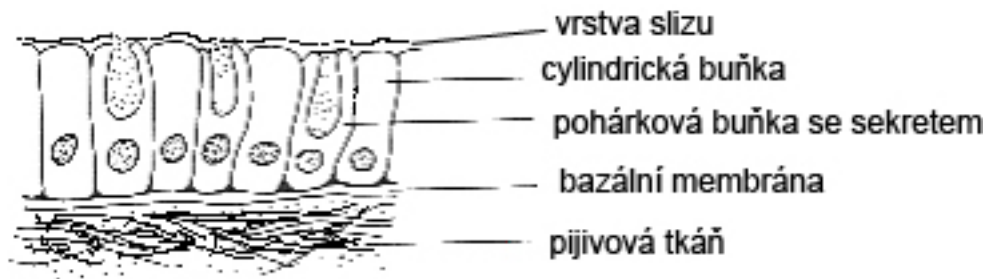 vrstva slizu
cylindrická buňka
pohárková buňka se sekretem
bazální membrána
pijivová tkáň